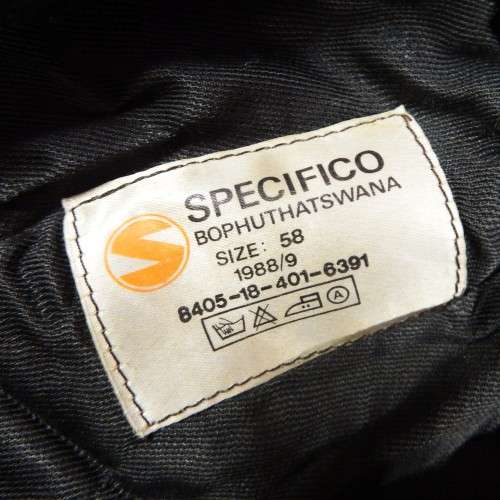 SPECIFICO
BOPHUTHATSWANA
SIZE: 58
1988/9
8405-18-401-6391
A